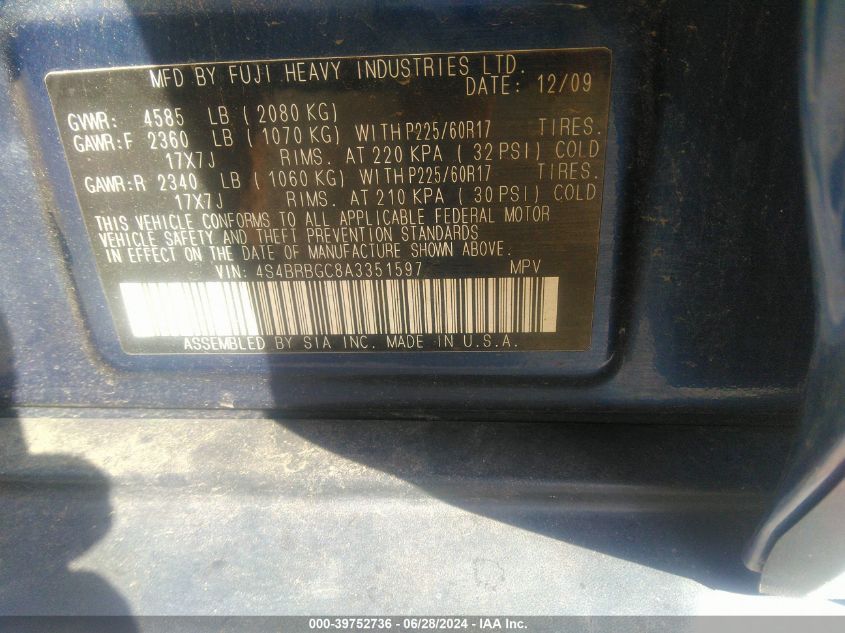 MFD BY FUJI HEAVY INDUSTRIES LTD.
DATE: 12/09
GVWR: 4585 LB (2080 KG)
GAWR:F 2360 LB (1070 KG) WITH P225/60R17 TIRES.
17X7J RIMS. AT 220 KPA (32 PSI) COLD
GAWR:R 2340 LB (1060 KG) WITH P225/60R17 TIRES.
17X7J RIMS. AT 210 KPA (30 PSI) COLD
THIS VEHICLE CONFORMS TO ALL APPLICABLE FEDERAL MOTOR
VEHICLE SAFETY AND THEFT PREVENTION STANDARDS
IN EFFECT ON THE DATE OF MANUFACTURE SHOWN ABOVE.
VIN: 4S4BRBGC8A3351597 MPV
ASSEMBLED BY SIA INC. MADE IN U.S.A.
000-39752736 / 06/28/2024 / IAA Inc.